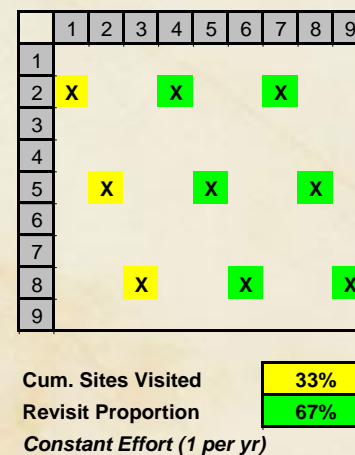 1 2 3 4 5 6 7 8 9
1
2 X X X
3
4
5 X X X
6
7
8 X X X
9
Cum. Sites Visited 33%
Revisit Proportion 67%
Constant Effort (1 per yr)